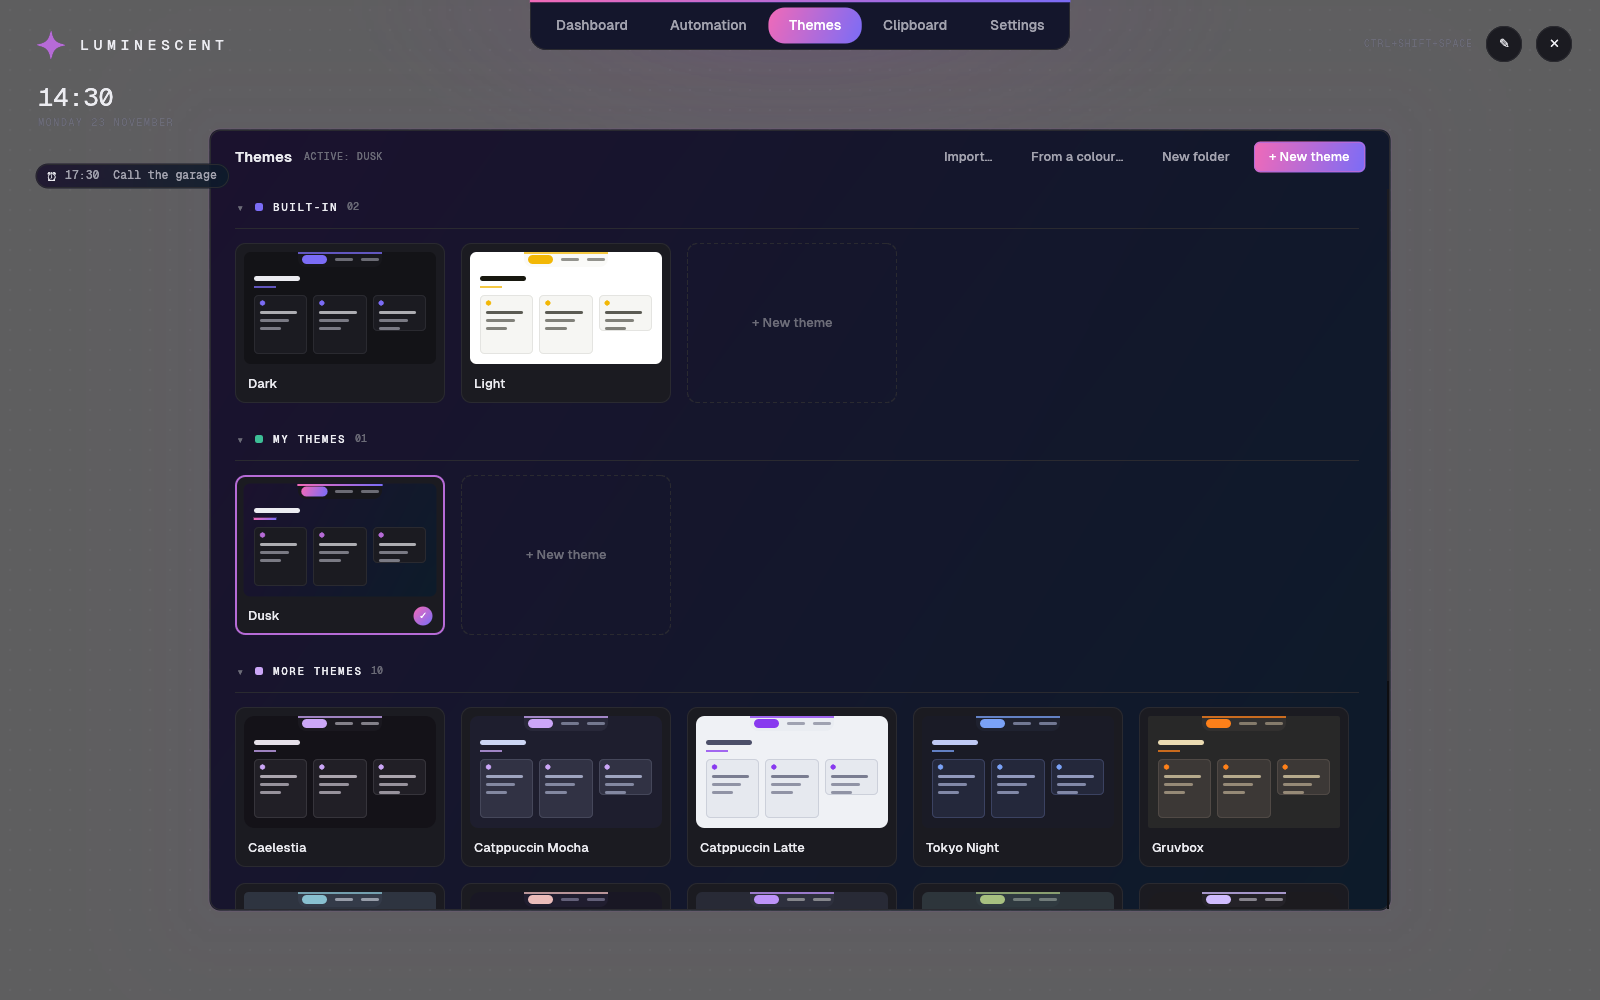 Dashboard Automation Themes Clipboard Settings
LUMINESCENT
CTRL+SHIFT+SPACE
14:30
MONDAY 23 NOVEMBER
17:30 Call the garage
Themes ACTIVE: DUSK Import… From a colour… New folder + New theme
BUILT-IN 02
+ New theme
Dark Light
MY THEMES 01
+ New theme
Dusk
MORE THEMES 10
Caelestia Catppuccin Mocha Catppuccin Latte Tokyo Night Gruvbox